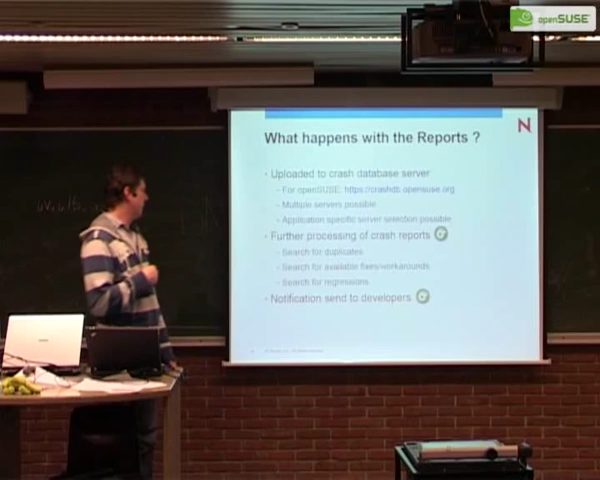 openSUSE
N
What happens with the Reports ?
- Uploaded to crash database server
- For openSUSE: https://crashdb.opensuse.org
- Multiple servers possible
- Application specific server selection possible
- Further processing of crash reports
- Search for duplicates
- Search for available fixes/workarounds
- Search for regressions
- Notification send to developers